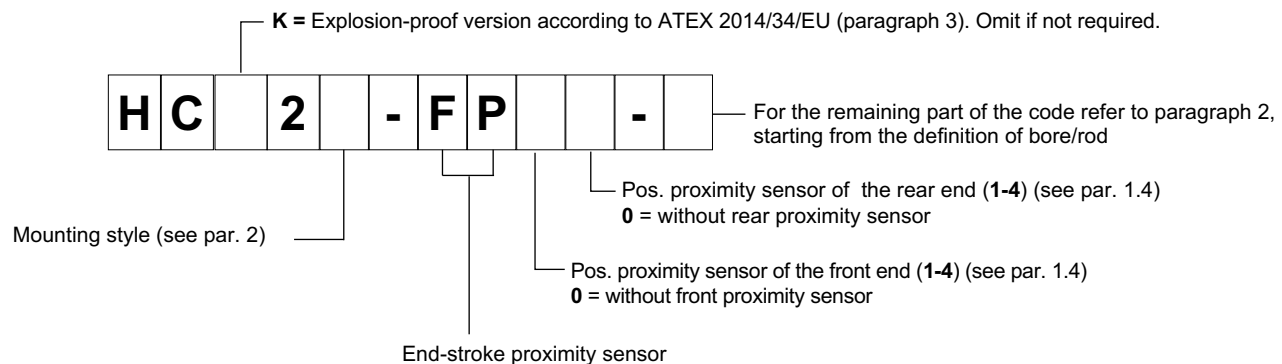 K = Explosion-proof version according to ATEX 2014/34/EU (paragraph 3). Omit if not required.
H C 2 - F P -
For the remaining part of the code refer to paragraph 2,
starting from the definition of bore/rod
Pos. proximity sensor of the rear end (1-4) (see par. 1.4)
0 = without rear proximity sensor
Mounting style (see par. 2)
Pos. proximity sensor of the front end (1-4) (see par. 1.4)
0 = without front proximity sensor
End-stroke proximity sensor